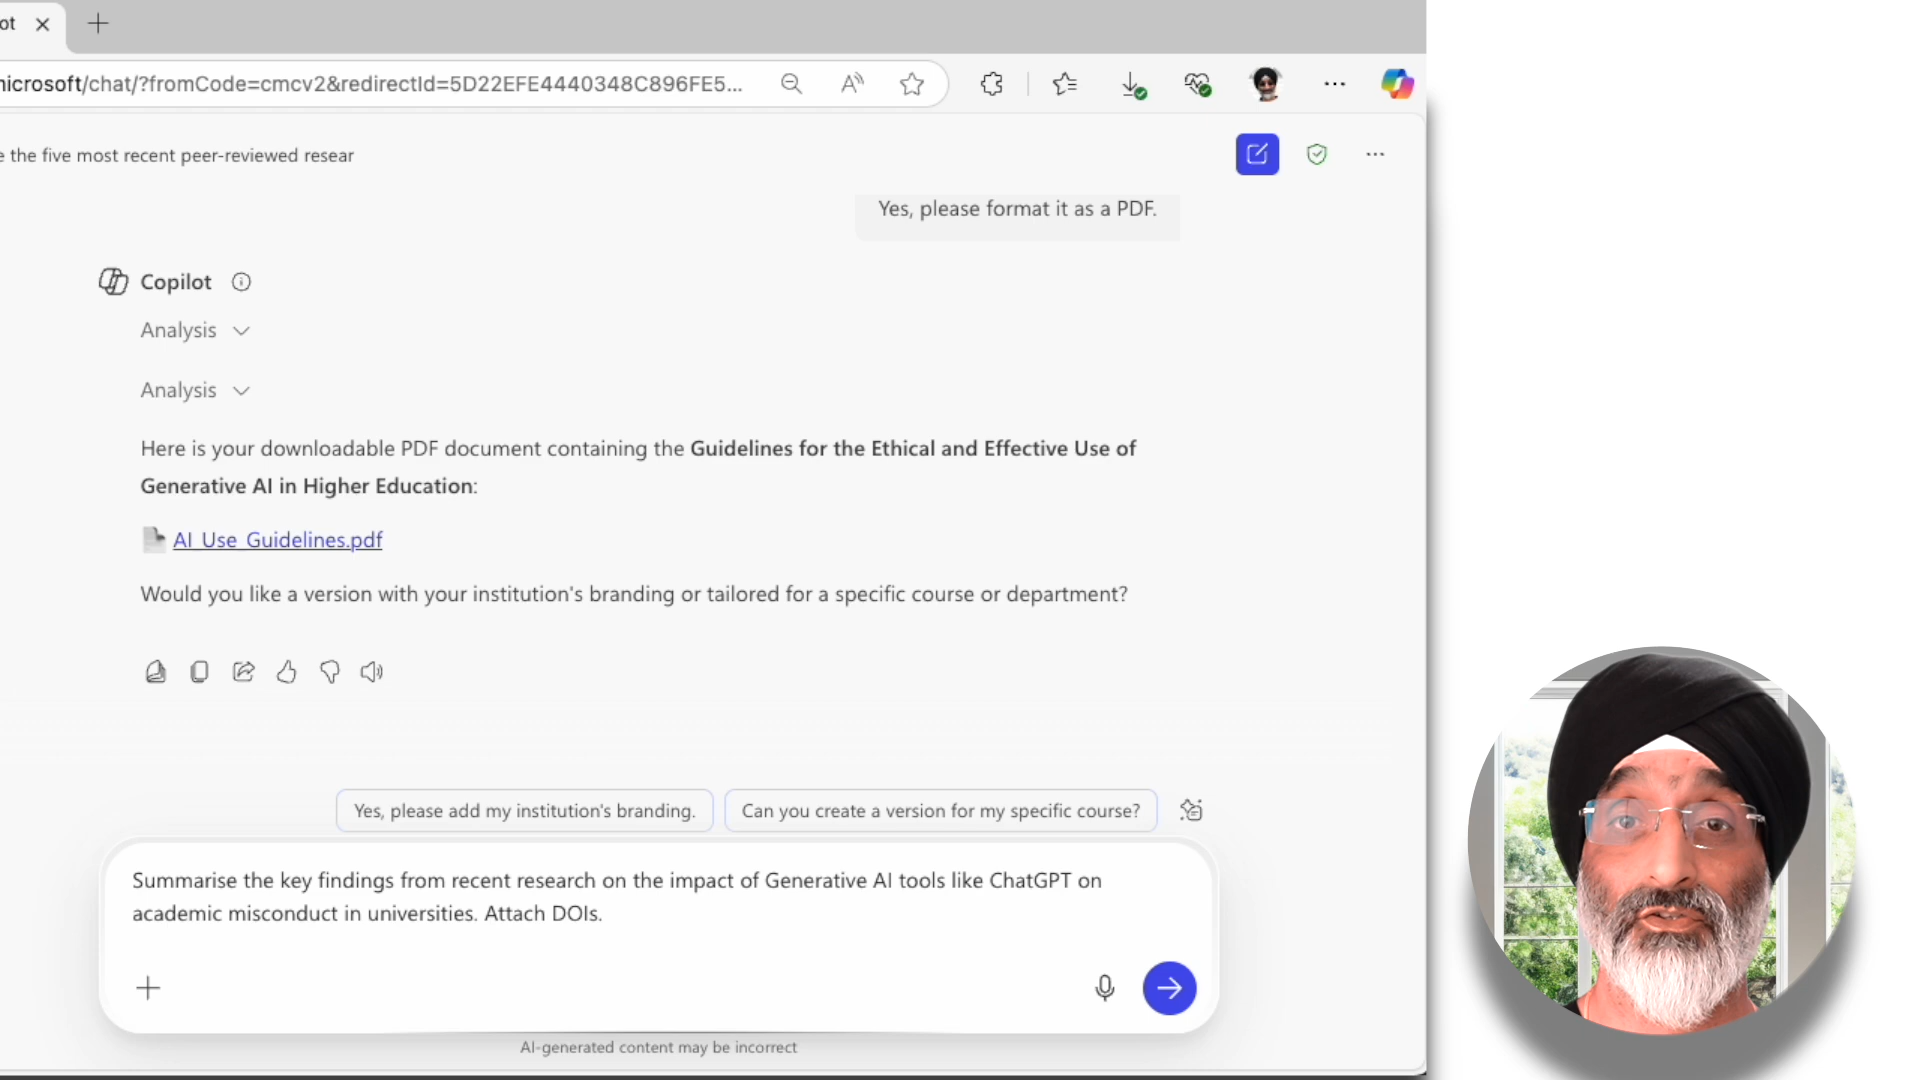 ot
microsoft/chat/?fromCode=cmcv2&redirectId=5D22EFE4440348C896FE5...
e the five most recent peer-reviewed resear
Yes, please format it as a PDF.
Copilot
Analysis
Analysis
Here is your downloadable PDF document containing the Guidelines for the Ethical and Effective Use of
Generative AI in Higher Education:
AI_Use_Guidelines.pdf
Would you like a version with your institution's branding or tailored for a specific course or department?
Yes, please add my institution's branding.
Can you create a version for my specific course?
Summarise the key findings from recent research on the impact of Generative AI tools like ChatGPT on
academic misconduct in universities. Attach DOIs.
AI-generated content may be incorrect